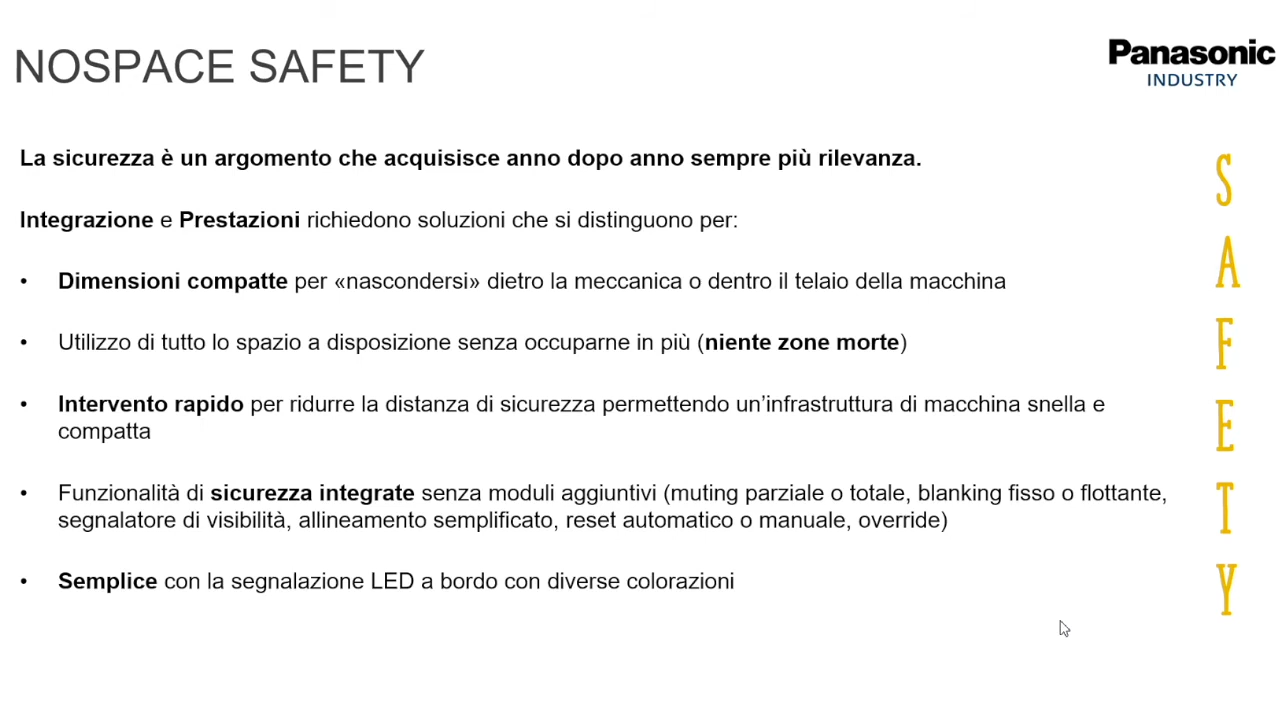 NOSPACE SAFETY
Panasonic
INDUSTRY
La sicurezza è un argomento che acquisisce anno dopo anno sempre più rilevanza.
Integrazione e Prestazioni richiedono soluzioni che si distinguono per:
• Dimensioni compatte per «nascondersi» dietro la meccanica o dentro il telaio della macchina
• Utilizzo di tutto lo spazio a disposizione senza occuparne in più (niente zone morte)
• Intervento rapido per ridurre la distanza di sicurezza permettendo un’infrastruttura di macchina snella e
compatta
• Funzionalità di sicurezza integrate senza moduli aggiuntivi (muting parziale o totale, blanking fisso o flottante,
segnalatore di visibilità, allineamento semplificato, reset automatico o manuale, override)
• Semplice con la segnalazione LED a bordo con diverse colorazioni
S
A
F
E
T
Y